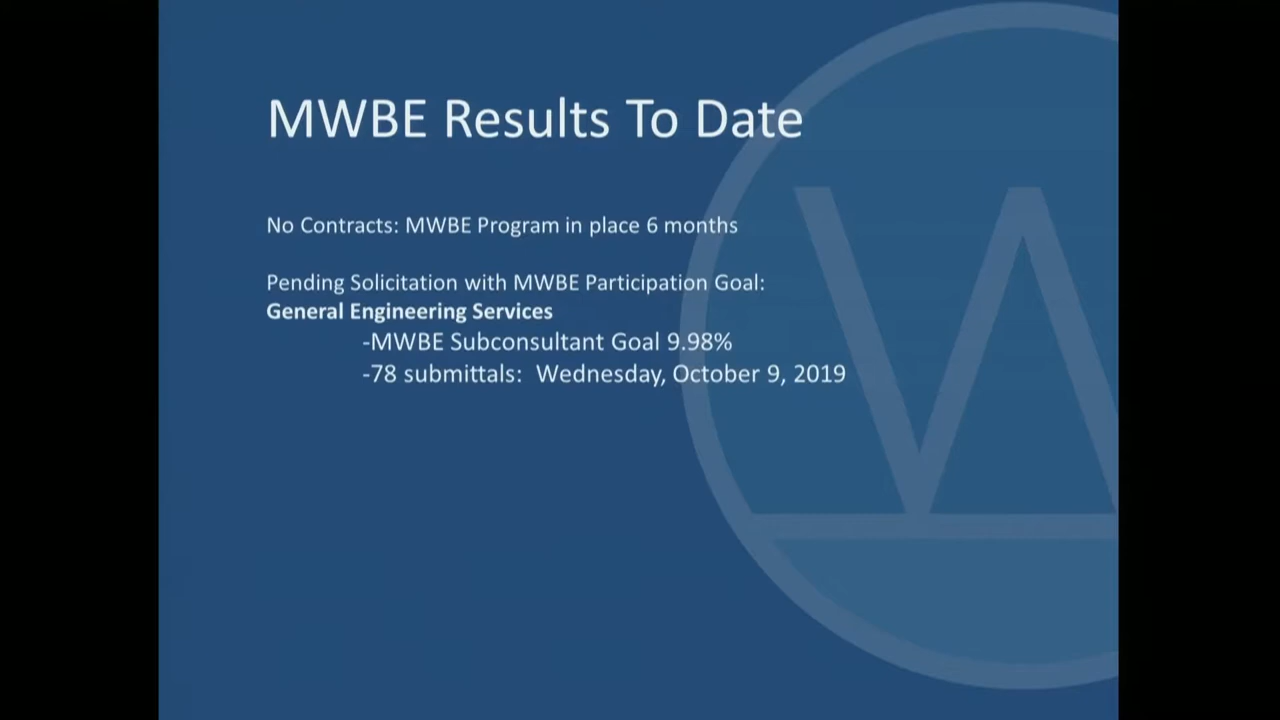 MWBE Results To Date
No Contracts: MWBE Program in place 6 months
Pending Solicitation with MWBE Participation Goal:
General Engineering Services
-MWBE Subconsultant Goal 9.98%
-78 submittals:  Wednesday, October 9, 2019